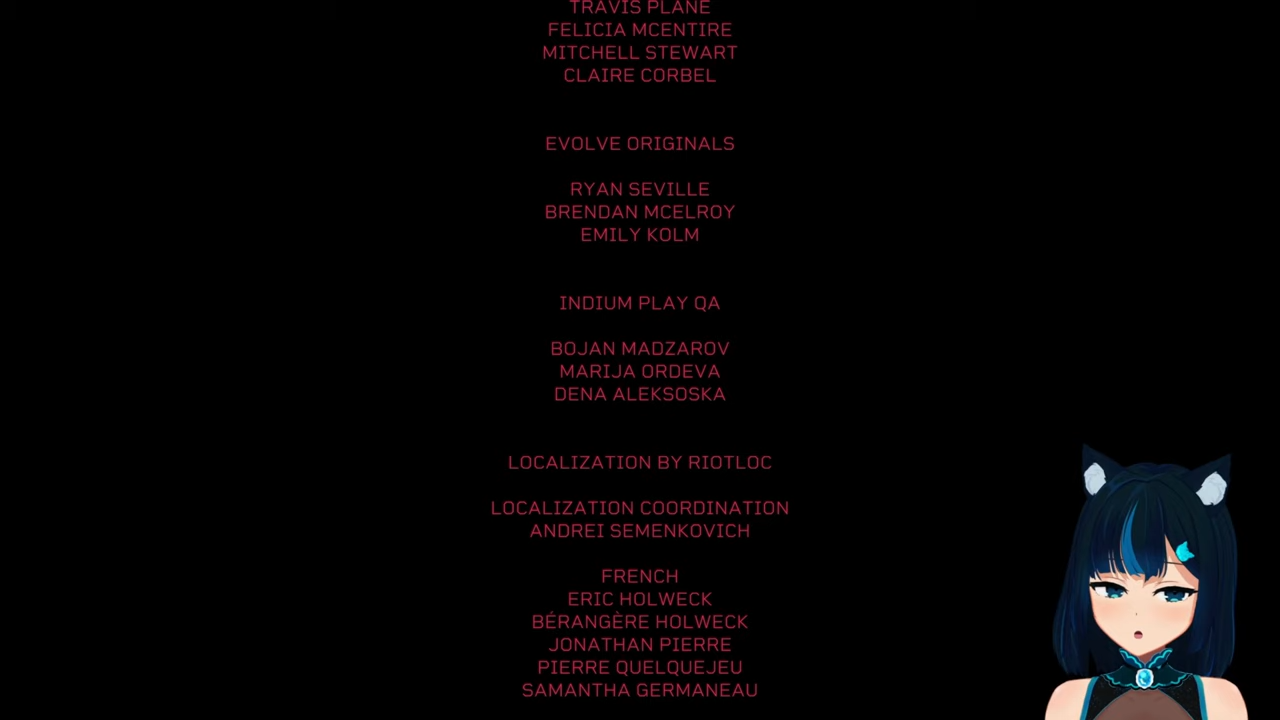 TRAVIS PLANE
FELICIA MCENTIRE
MITCHELL STEWART
CLAIRE CORBEL
EVOLVE ORIGINALS
RYAN SEVILLE
BRENDAN MCELROY
EMILY KOLM
INDIUM PLAY QA
BOJAN MADZAROV
MARIJA ORDEVA
DENA ALEKSOSKA
LOCALIZATION BY RIOTLOC
LOCALIZATION COORDINATION
ANDREI SEMENKOVICH
FRENCH
ERIC HOLWECK
BÉRANGÈRE HOLWECK
JONATHAN PIERRE
PIERRE QUELQUEJEU
SAMANTHA GERMANEAU